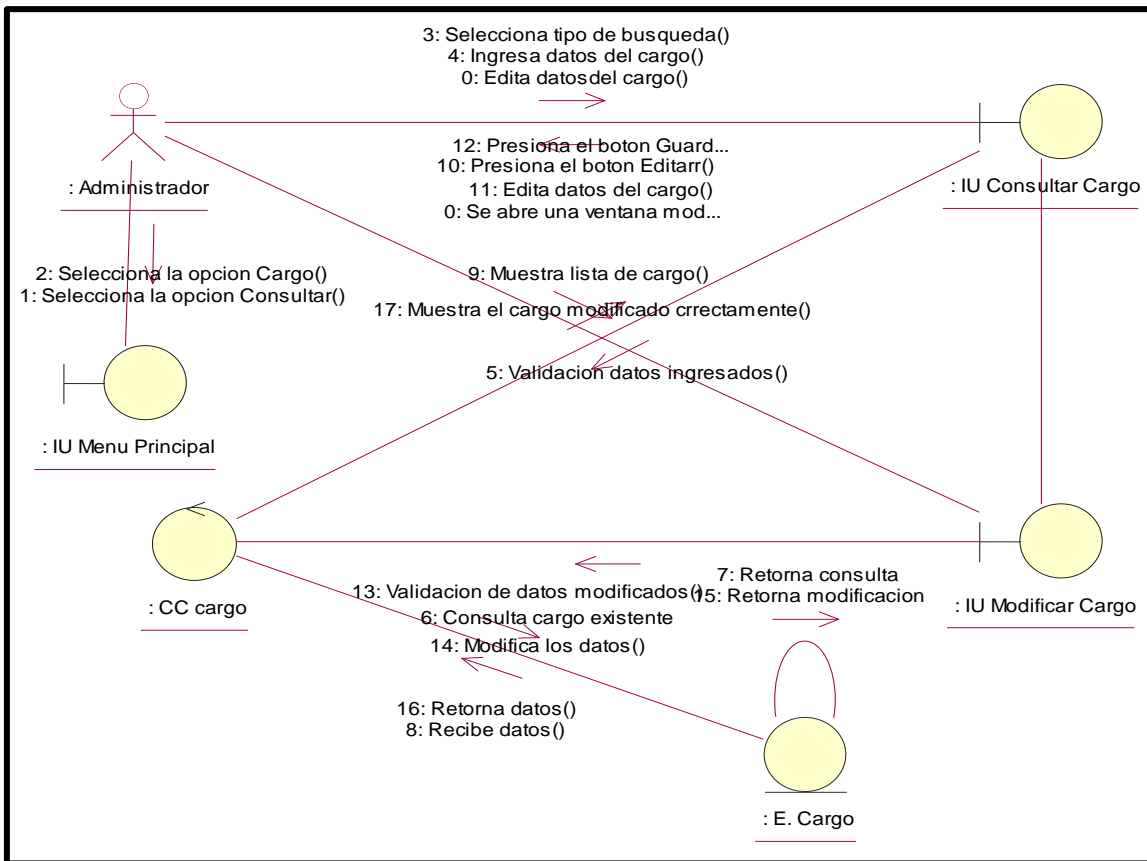 3: Selecciona tipo de busqueda()
4: Ingresa datos del cargo()
0: Edita datosdel cargo()
12: Presiona el boton Guard...
10: Presiona el boton Editarr()
11: Edita datos del cargo()
0: Se abre una ventana mod...
: Administrador
: IU Consultar Cargo
2: Selecciona la opcion Cargo()
1: Selecciona la opcion Consultar()
9: Muestra lista de cargo()
17: Muestra el cargo modificado crrectamente()
5: Validacion datos ingresados()
: IU Menu Principal
: CC cargo
13: Validacion de datos modificados()
6: Consulta cargo existente
14: Modifica los datos()
7: Retorna consulta
15: Retorna modificacion
: IU Modificar Cargo
16: Retorna datos()
8: Recibe datos()
: E. Cargo